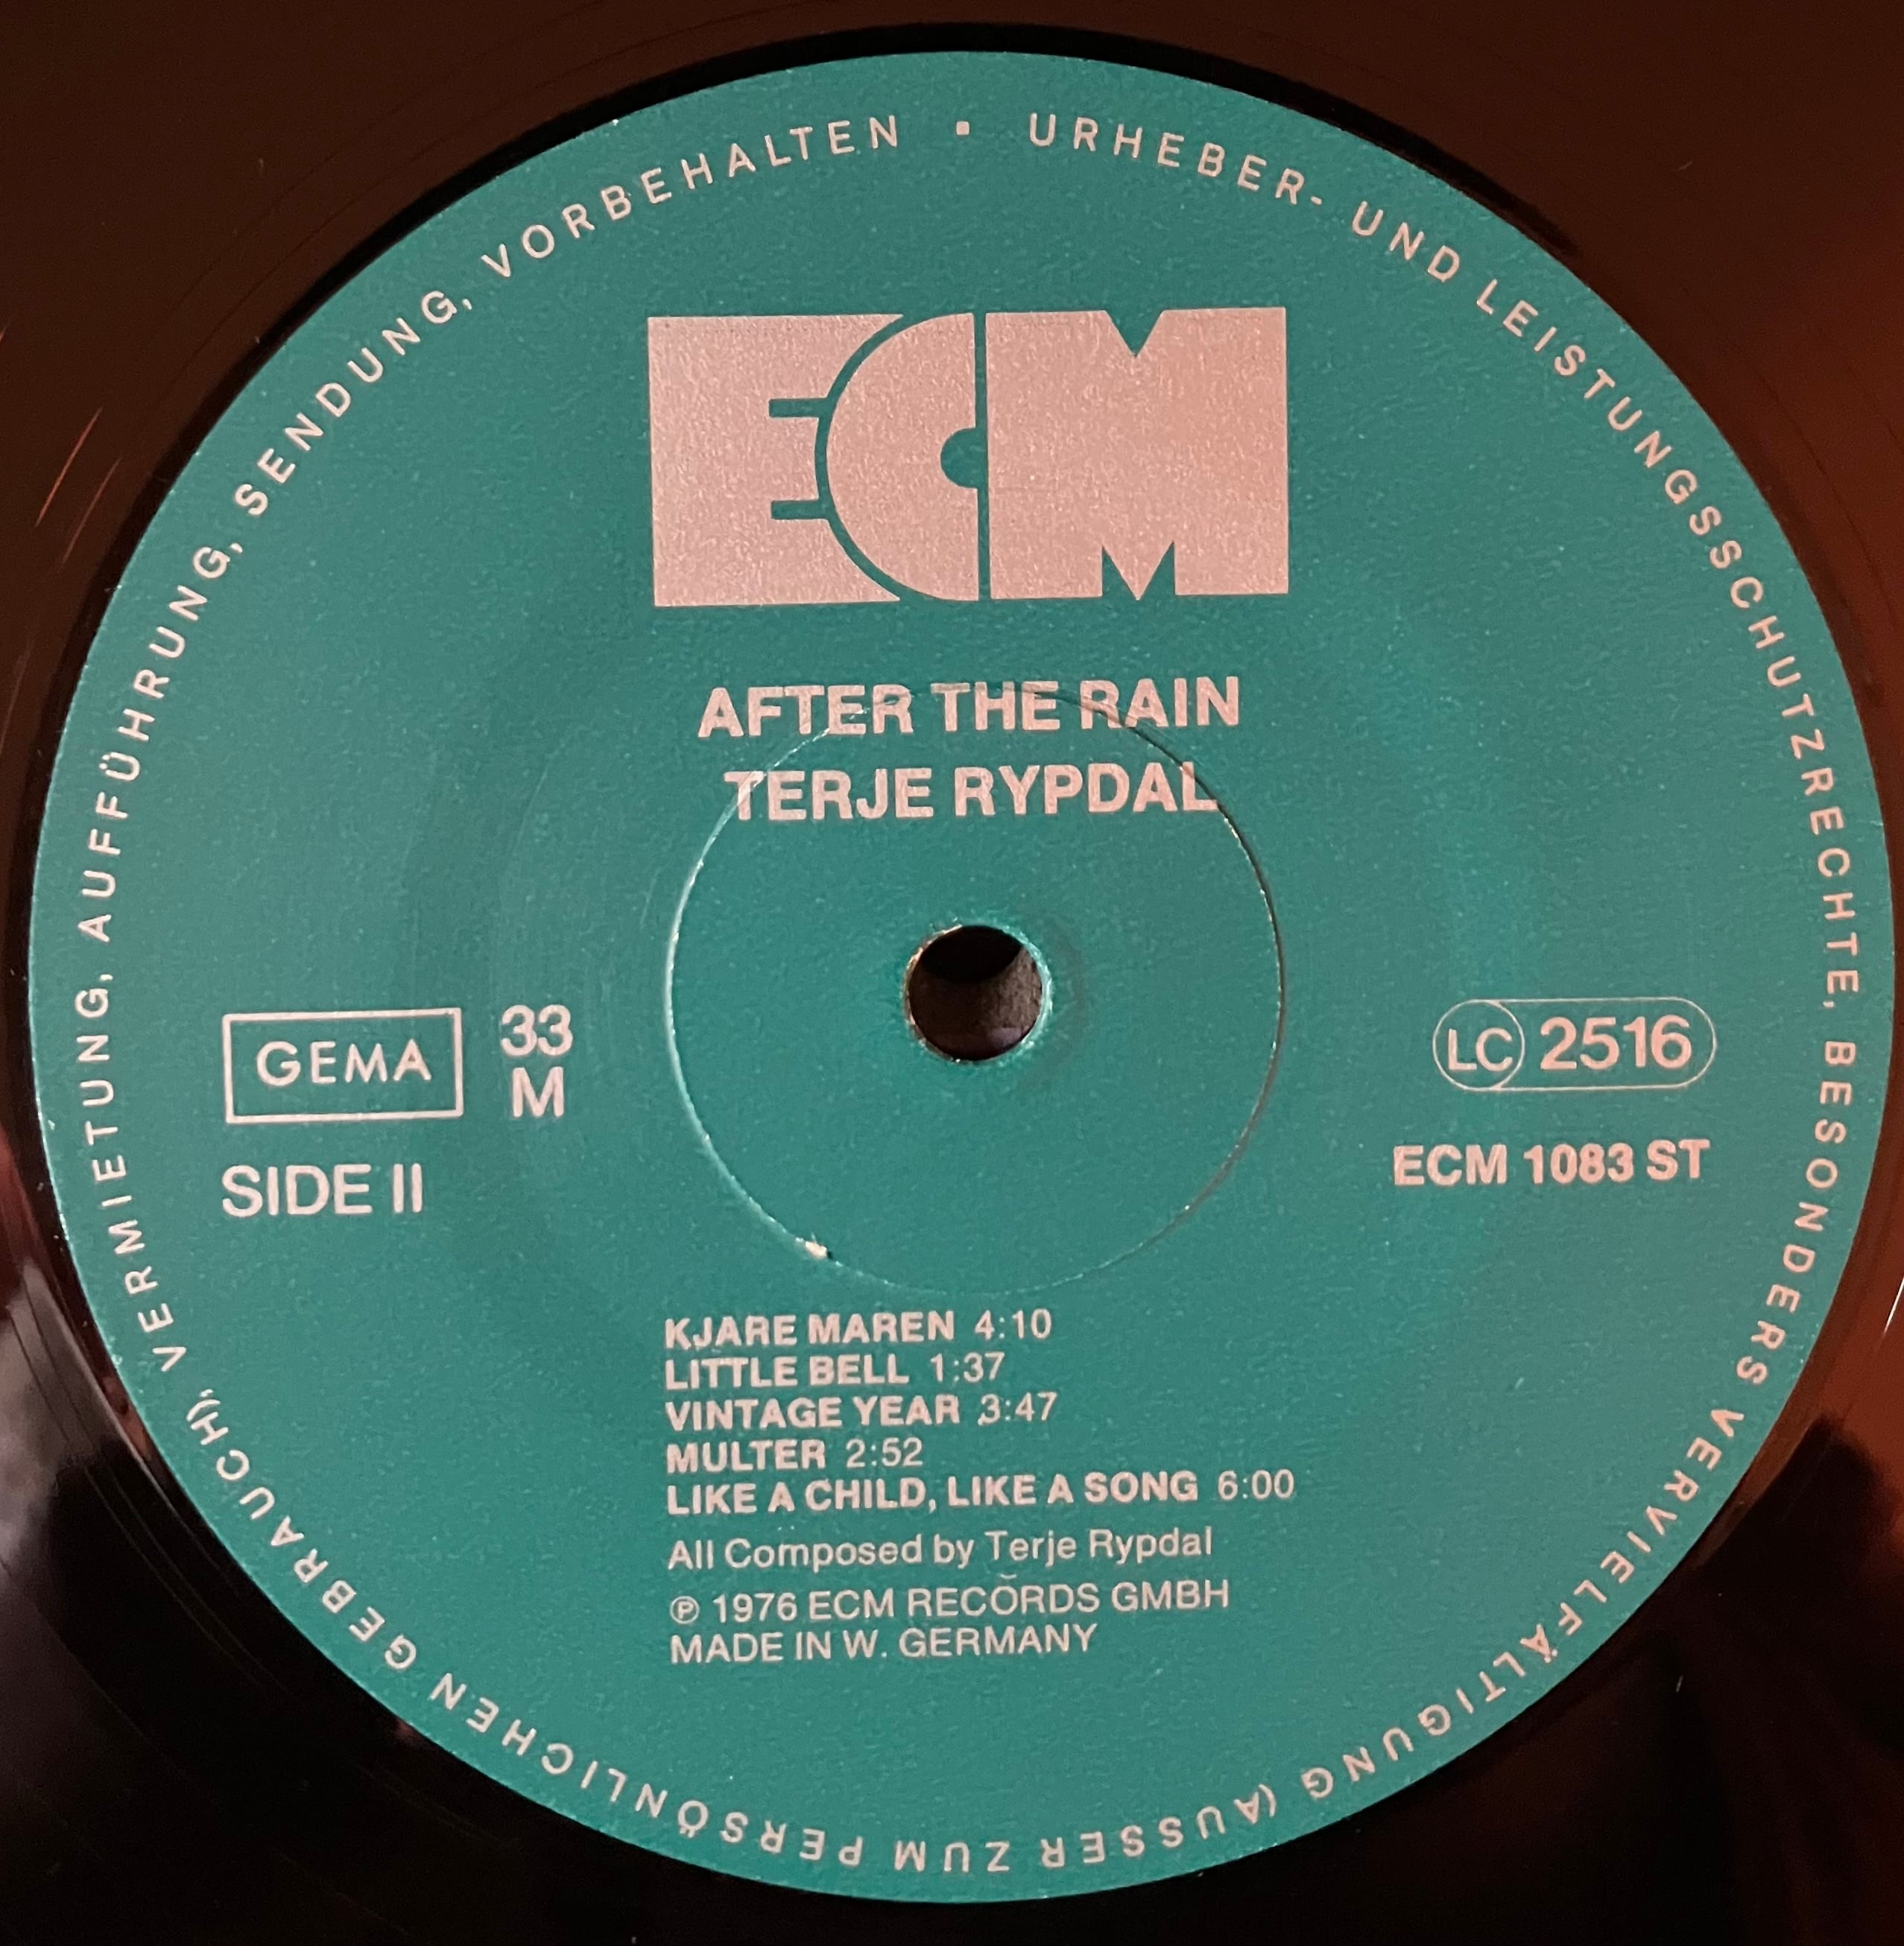 URHEBER- UND LEISTUNGSSCHUTZRECHTE, BESONDERS VERVIELFÄLTIGUNG (AUSSER ZUM PERSÖNLICHEN GEBRAUCH), VERMIETUNG, AUFFÜHRUNG, SENDUNG, VORBEHALTEN •
ECM
AFTER THE RAIN
TERJE RYPDAL
GEMA
33
M
SIDE II
LC 2516
ECM 1083 ST
KJARE MAREN 4:10
LITTLE BELL 1:37
VINTAGE YEAR 3:47
MULTER 2:52
LIKE A CHILD, LIKE A SONG 6:00
All Composed by Terje Rypdal
℗ 1976 ECM RECORDS GMBH
MADE IN W. GERMANY